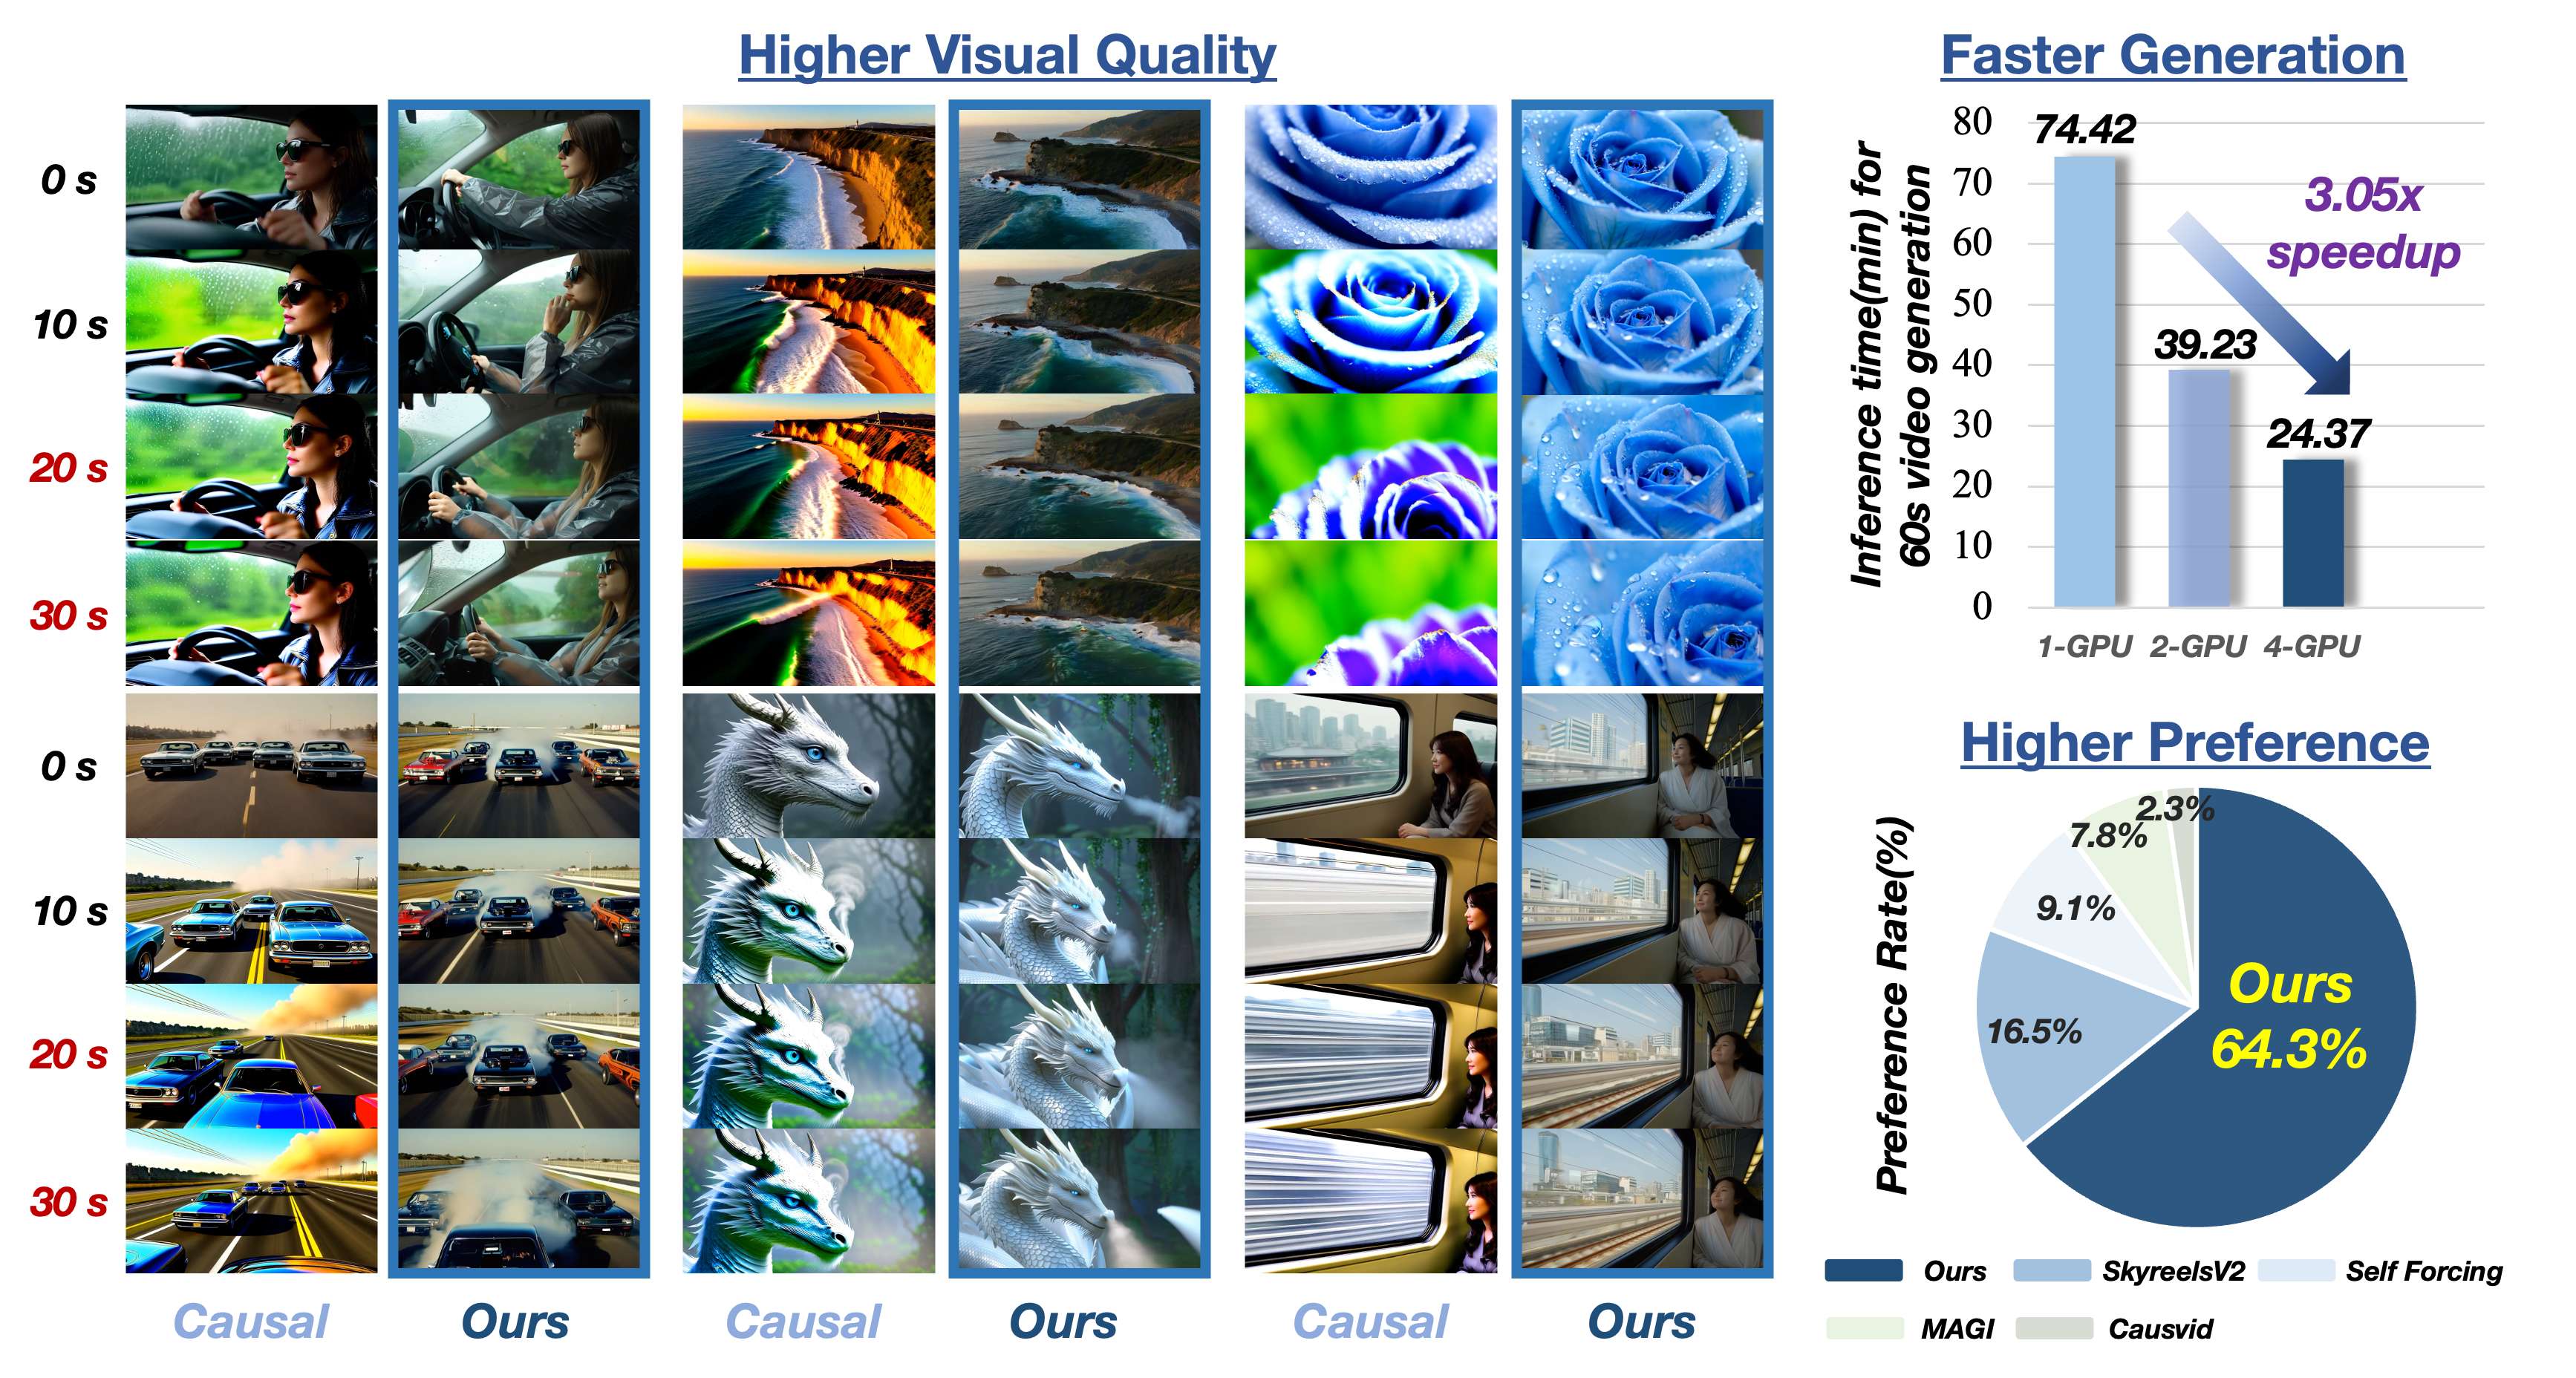 Higher Visual Quality
0 s
10 s
20 s
30 s
0 s
10 s
20 s
30 s
Causal
Ours
Causal
Ours
Causal
Ours
Faster Generation
Inference time(min) for
60s video generation
80
70
60
50
40
30
20
10
0
74.42
39.23
24.37
3.05x
speedup
1-GPU
2-GPU
4-GPU
Higher Preference
Preference Rate(%)
2.3%
7.8%
9.1%
16.5%
Ours
64.3%
Ours
SkyreelsV2
Self Forcing
MAGI
Causvid